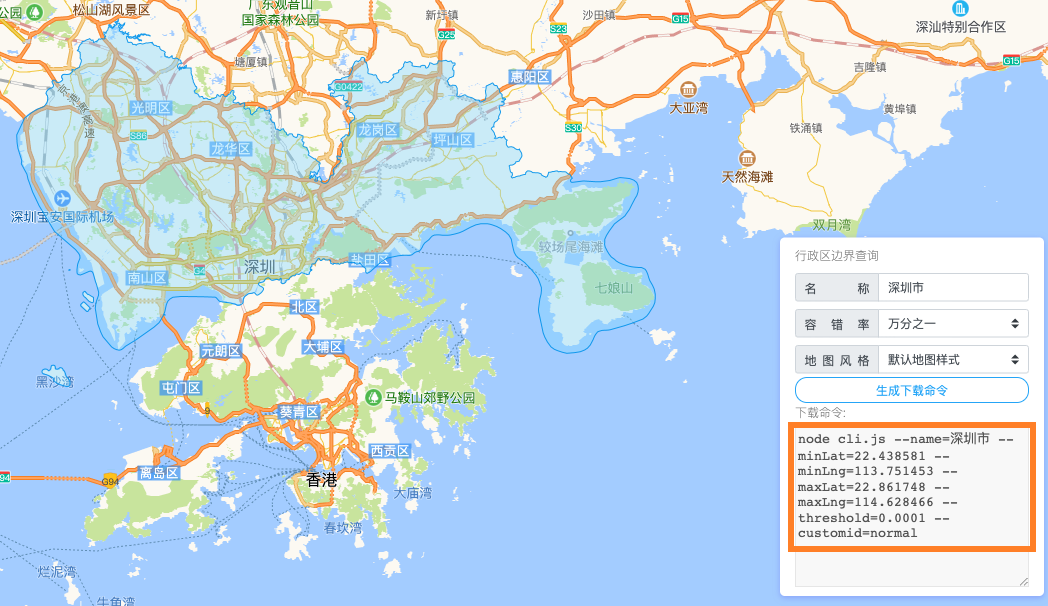 公园
松山湖风景区
广东观音山
国家森林公园
新圩镇
沙田镇
G15
深汕特别合作区
S23
G25
G15
塘厦镇
惠阳区
吉隆镇
G0422
大亚湾
黄埠镇
光明区
S86
龙岗区
坪山区
S30
铁涌镇
龙华区
天然海滩
深圳宝安国际机场
双月湾
较场尾海滩
盐田区
深圳
G4
南山区
七娘山
北区
元朗区
大埔区
黑沙湾
屯门区
马鞍山郊野公园
9
葵青区
西贡区
离岛区
94
G94
香港
大庙湾
春坎湾
烂泥湾
牛角湾
行政区边界查询
名称
深圳市
容错率
万分之一
地图风格
默认地图样式
生成下载命令
下载命令:
node cli.js --name=深圳市 --
minLat=22.438581 --
minLng=113.751453 --
maxLat=22.861748 --
maxLng=114.628466 --
threshold=0.0001 --
customid=normal